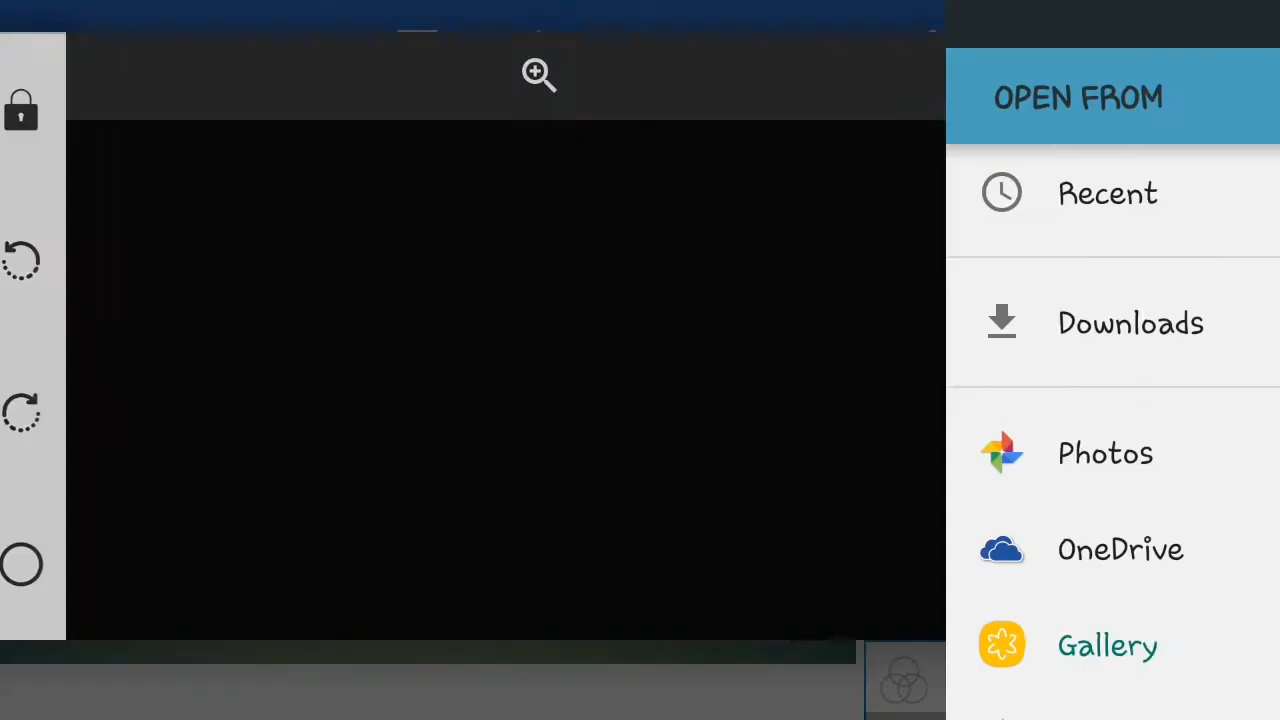 OPEN FROM
Recent
Downloads
Photos
OneDrive
Gallery